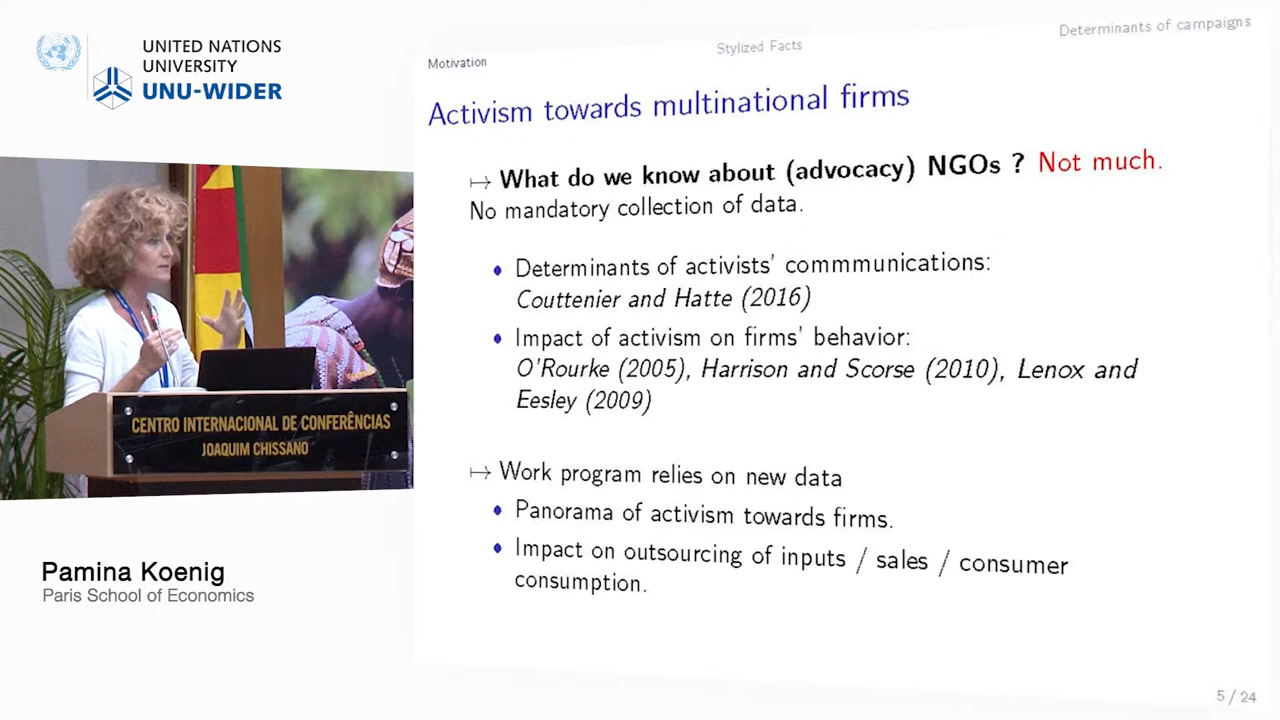 UNITED NATIONS
UNIVERSITY
UNU-WIDER
CENTRO INTERNACIONAL DE CONFERÊNCIAS
JOAQUIM CHISSANO
Pamina Koenig
Paris School of Economics
Motivation
Stylized Facts
Determinants of campaigns
Activism towards multinational firms
↦ What do we know about (advocacy) NGOs ? Not much.
No mandatory collection of data.
• Determinants of activists' commmunications:
Couttenier and Hatte (2016)
• Impact of activism on firms' behavior:
O'Rourke (2005), Harrison and Scorse (2010), Lenox and
Eesley (2009)
↦ Work program relies on new data
• Panorama of activism towards firms.
• Impact on outsourcing of inputs / sales / consumer
consumption.
5 / 24